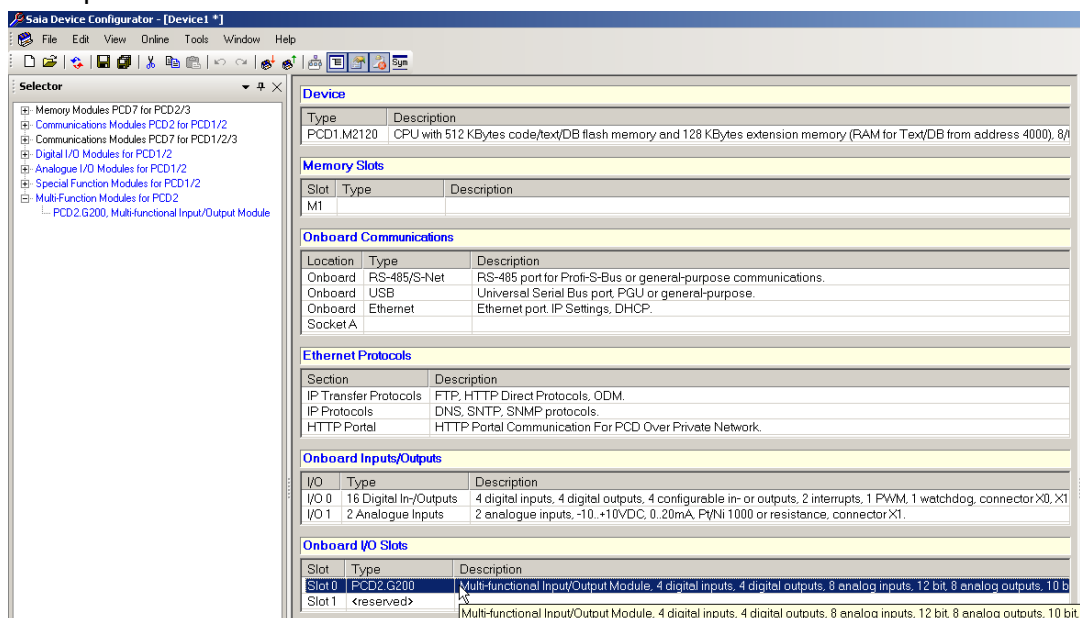 Saia Device Configurator - [Device1 *]
File Edit View Online Tools Window Help
Sym
Selector
Memory Modules PCD7 for PCD2/3
Communications Modules PCD2 for PCD1/2
Communications Modules PCD7 for PCD1/2/3
Digital I/O Modules for PCD1/2
Analogue I/O Modules for PCD1/2
Special Function Modules for PCD1/2
Multi-Function Modules for PCD2
PCD2.G200, Multi-functional Input/Output Module
Device
Type Description
PCD1.M2120 CPU with 512 KBytes code/text/DB flash memory and 128 KBytes extension memory (RAM for Text/DB from address 4000), 8/
Memory Slots
Slot Type Description
M1
Onboard Communications
Location Type Description
Onboard RS-485/S-Net RS-485 port for Profi-S-Bus or general-purpose communications.
Onboard USB Universal Serial Bus port, PGU or general-purpose.
Onboard Ethernet Ethernet port. IP Settings, DHCP.
Socket A
Ethernet Protocols
Section Description
IP Transfer Protocols FTP, HTTP Direct Protocols, ODM.
IP Protocols DNS, SNTP, SNMP protocols.
HTTP Portal HTTP Portal Communication For PCD Over Private Network.
Onboard Inputs/Outputs
I/O Type Description
I/O 0 16 Digital In-/Outputs 4 digital inputs, 4 digital outputs, 4 configurable in- or outputs, 2 interrupts, 1 PWM, 1 watchdog, connector X0, X1
I/O 1 2 Analogue Inputs 2 analogue inputs, -10..+10VDC, 0..20mA, Pt/Ni 1000 or resistance, connector X1.
Onboard I/O Slots
Slot Type Description
Slot 0 PCD2.G200 Multi-functional Input/Output Module, 4 digital inputs, 4 digital outputs, 8 analog inputs, 12 bit, 8 analog outputs, 10 b
Slot 1 <reserved>
Multi-functional Input/Output Module, 4 digital inputs, 4 digital outputs, 8 analog inputs, 12 bit, 8 analog outputs, 10 bit,